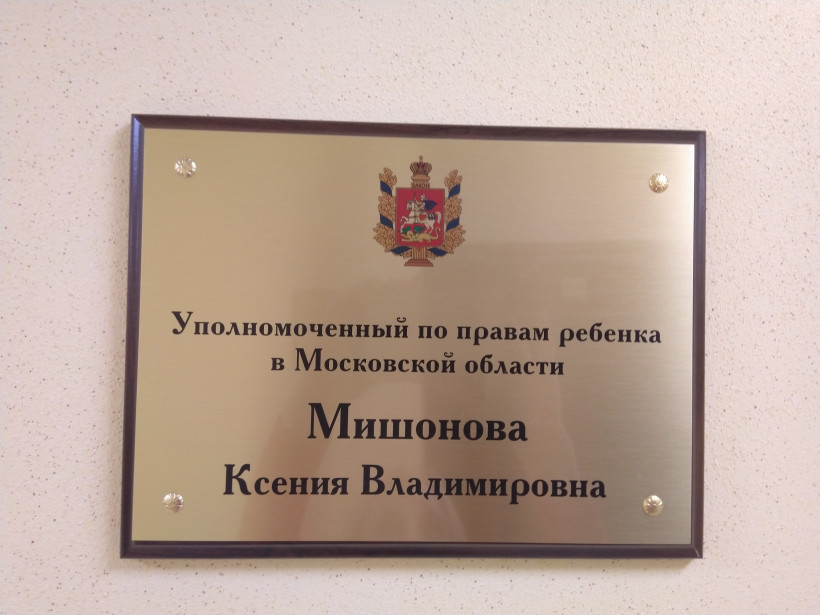 Уполномоченный по правам ребенка
в Московской области
Мишонова
Ксения Владимировна